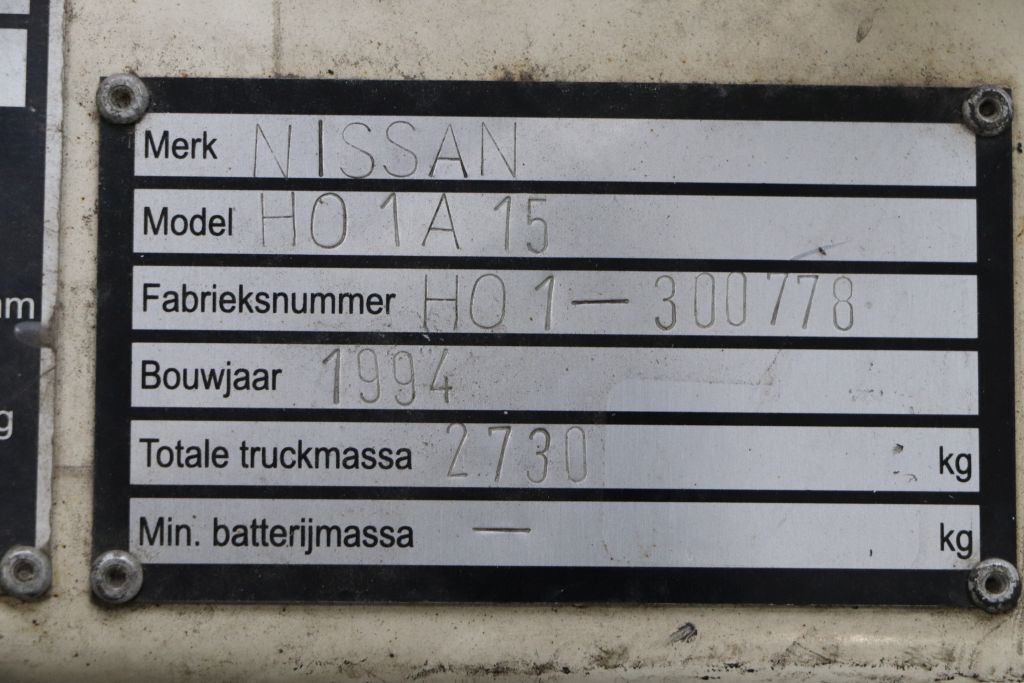 Merk NISSAN
Model HO1A15
Fabrieksnummer HO1-300778
Bouwjaar 1994
Totale truckmassa 2730 kg
Min. batterijmassa — kg